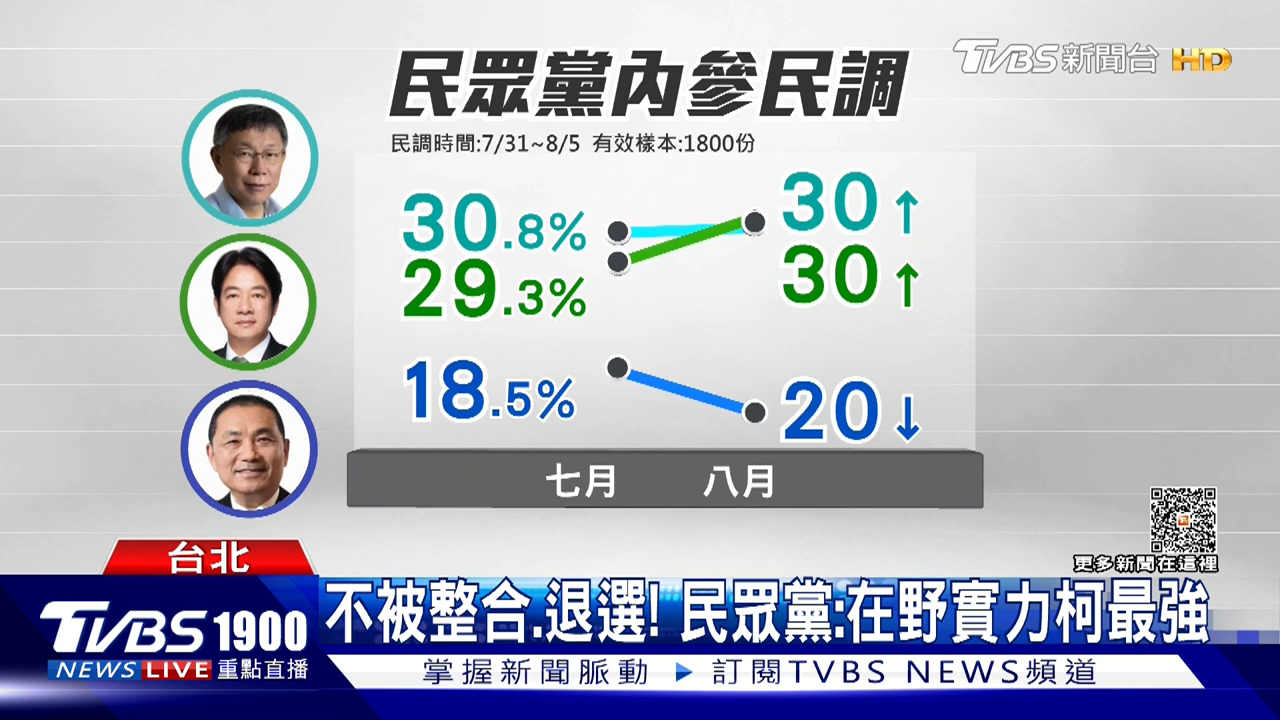 TVBS新聞台 HD
民眾黨內參民調
民調時間:7/31~8/5 有效樣本:1800份
30.8%
30↑
29.3%
30↑
18.5%
20↓
七月 八月
更多新聞在這裡
台北
不被整合.退選! 民眾黨:在野實力柯最強
TVBS 1900
NEWS LIVE 重點直播
掌握新聞脈動 ▶ 訂閱TVBS NEWS頻道